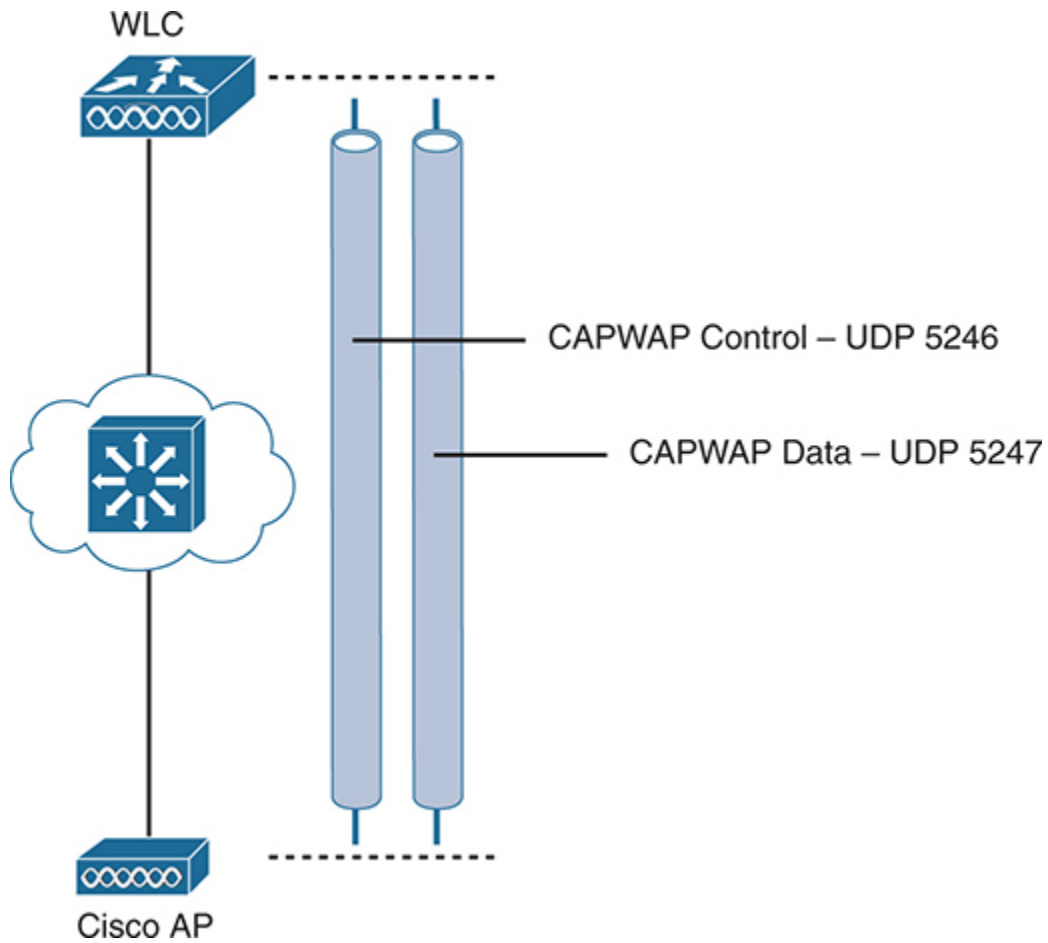 WLC
CAPWAP Control – UDP 5246
CAPWAP Data – UDP 5247
Cisco AP